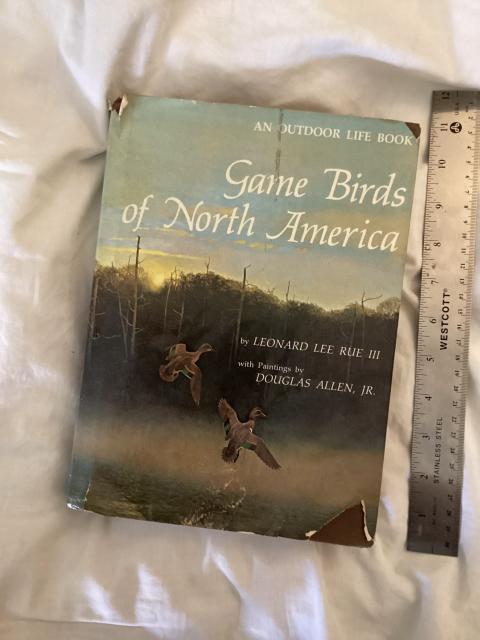 AN OUTDOOR LIFE BOOK
Game Birds
of North America
by LEONARD LEE RUE III
with Paintings by
DOUGLAS ALLEN, JR.
WESTCOTT®
STAINLESS STEEL
12
11
10
9
8
7
6
5
4
3
2
1